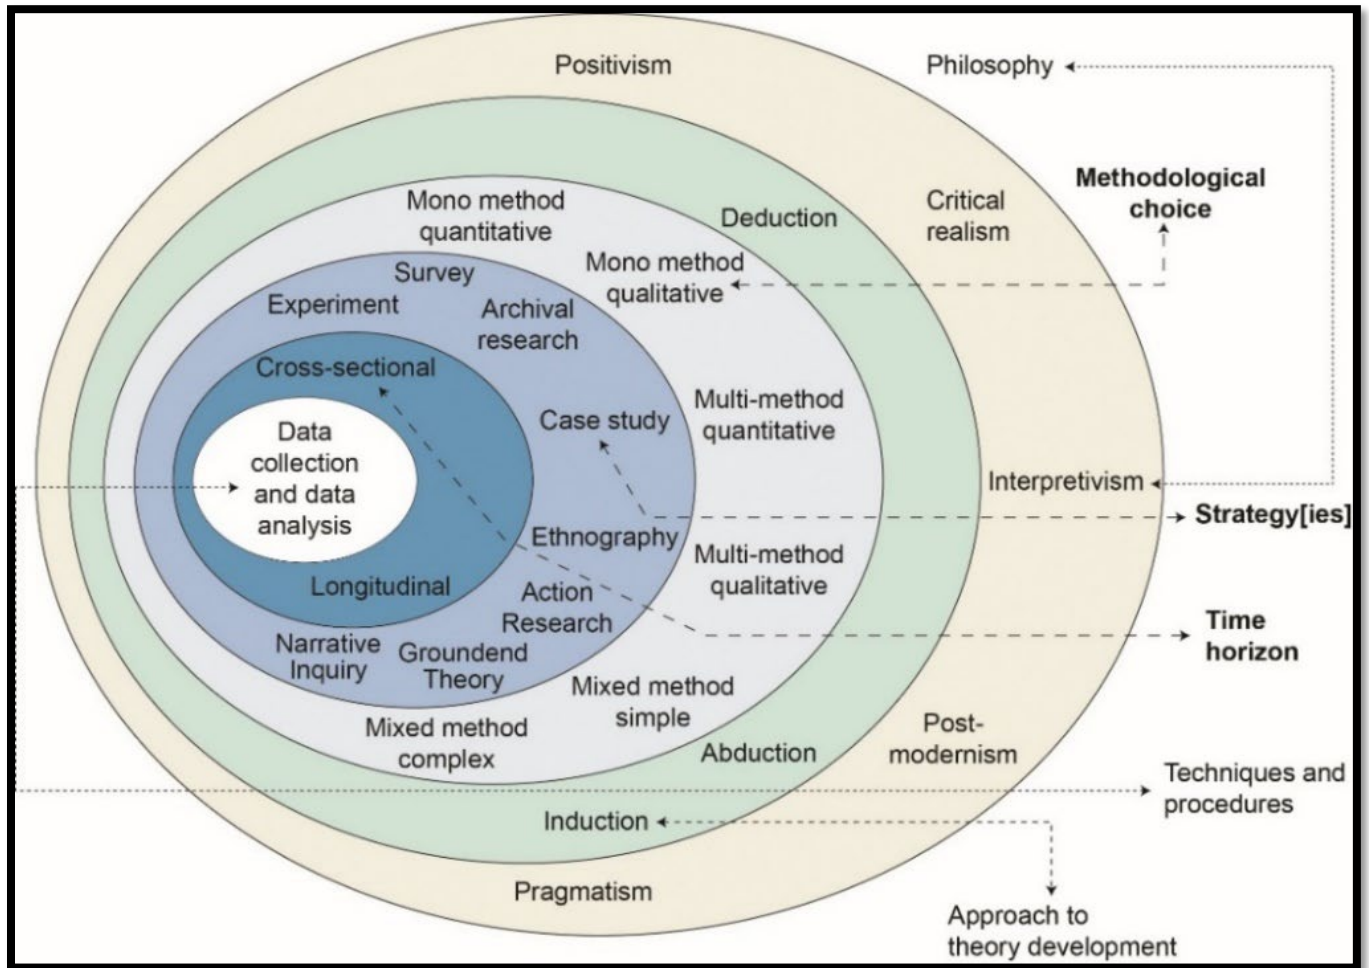 Positivism
Philosophy
Methodological
choice
Critical
realism
Deduction
Mono method
quantitative
Mono method
qualitative
Survey
Experiment
Archival
research
Cross-sectional
Case study
Multi-method
quantitative
Data
collection
and data
analysis
Interpretivism
Strategy[ies]
Ethnography
Multi-method
qualitative
Longitudinal
Action
Research
Time
horizon
Narrative
Inquiry
Groundend
Theory
Mixed method
simple
Mixed method
complex
Abduction
Post-
modernism
Techniques and
procedures
Induction
Pragmatism
Approach to
theory development